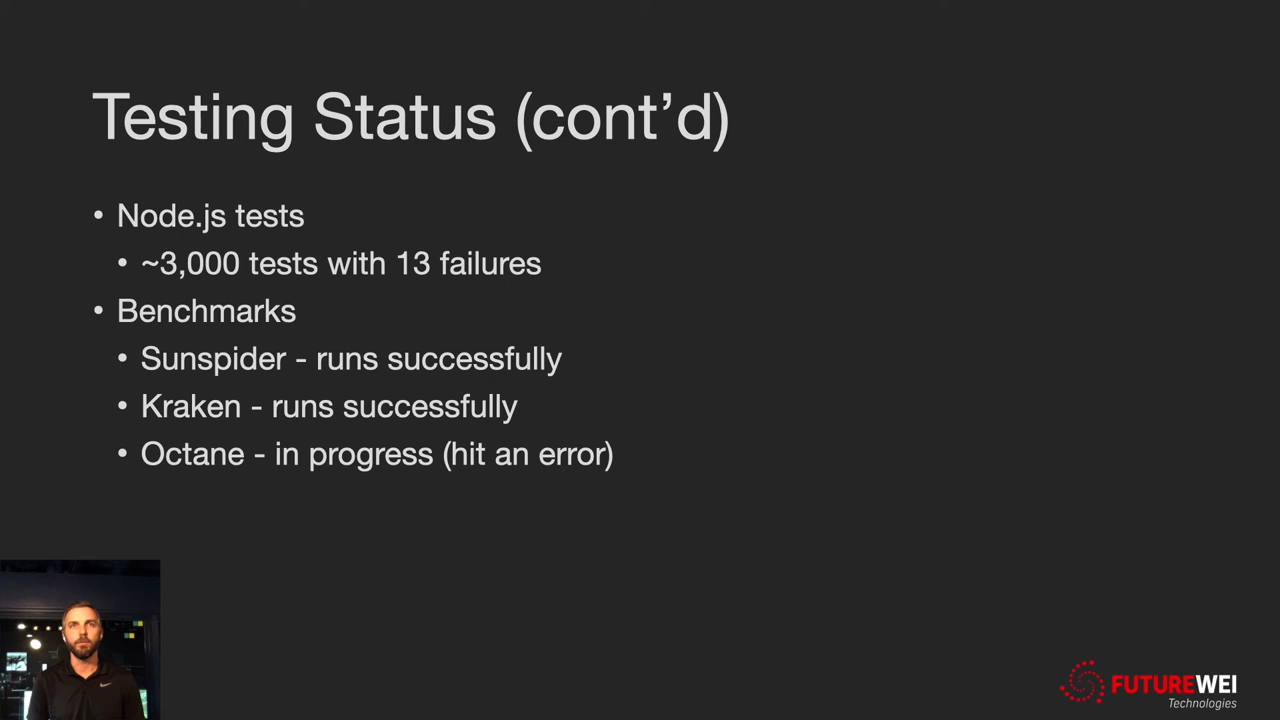 Testing Status (cont’d)
• Node.js tests
• ~3,000 tests with 13 failures
• Benchmarks
• Sunspider - runs successfully
• Kraken - runs successfully
• Octane - in progress (hit an error)
FUTUREWEI
Technologies